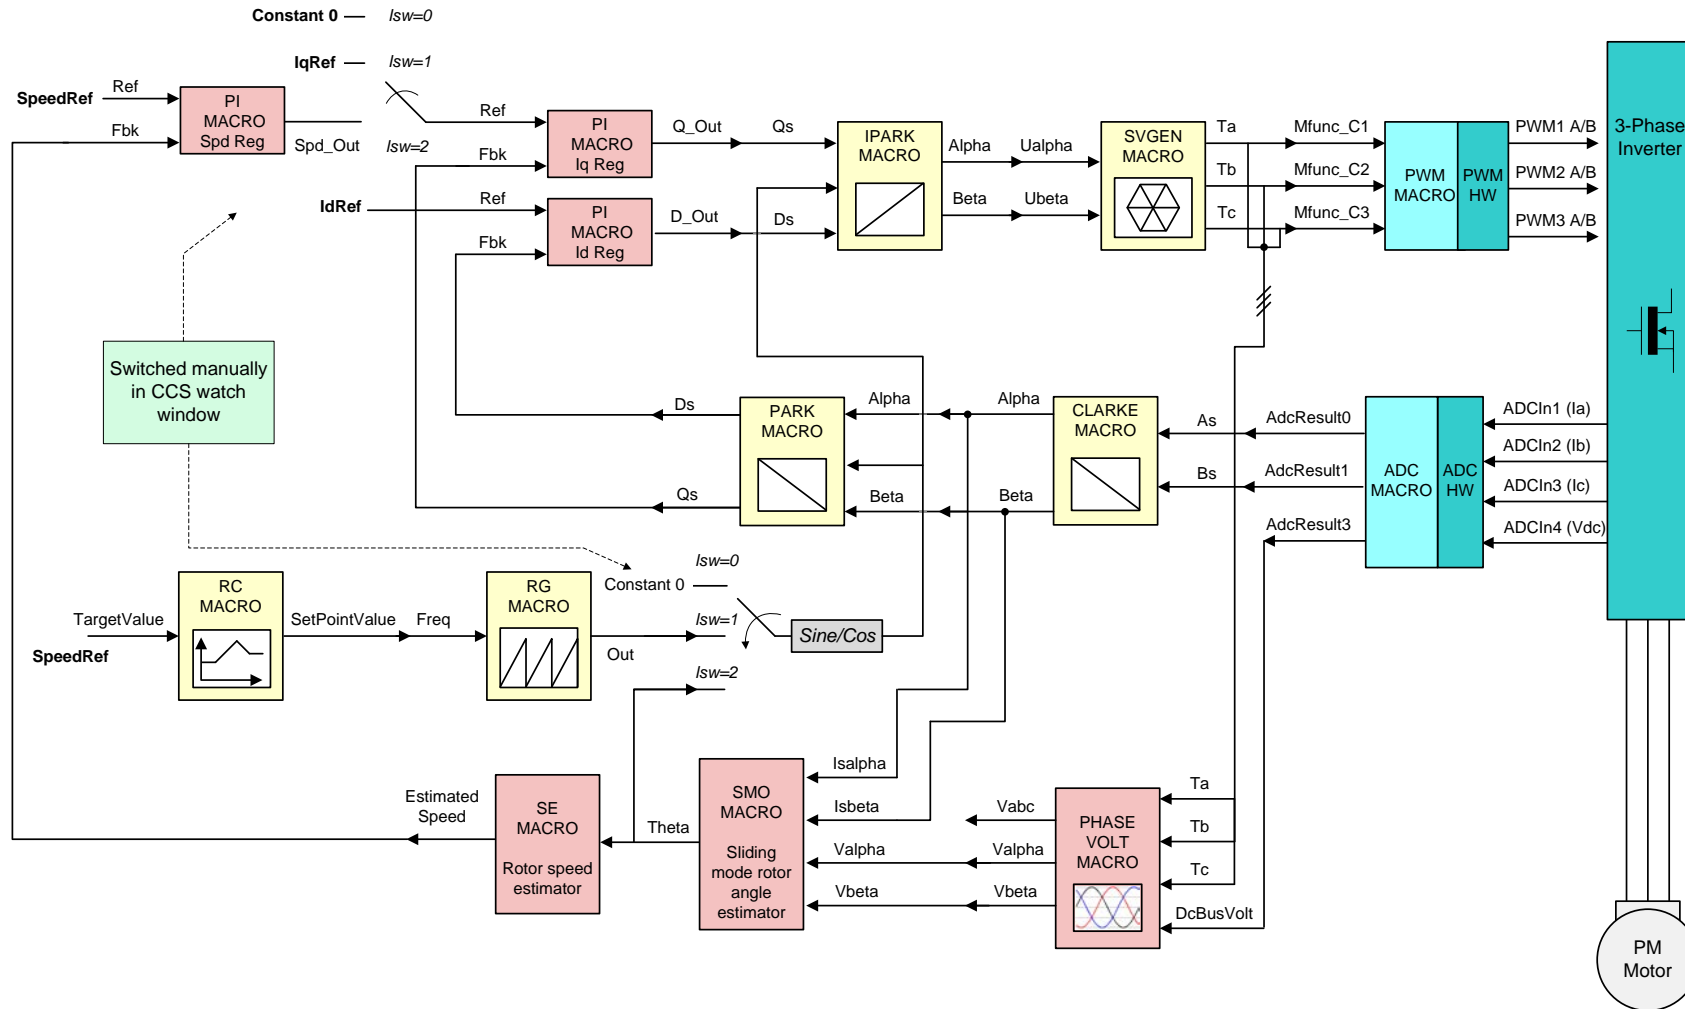 Constant 0
Isw=0
IqRef
Isw=1
SpeedRef
Ref
Fbk
PI
MACRO
Spd Reg
Spd_Out
Isw=2
Ref
Fbk
PI
MACRO
Iq Reg
Q_Out
Qs
IdRef
Ref
Fbk
PI
MACRO
Id Reg
D_Out
Ds
IPARK
MACRO
Alpha
Ualpha
Beta
Ubeta
SVGEN
MACRO
Ta
Mfunc_C1
Tb
Mfunc_C2
Tc
Mfunc_C3
PWM
MACRO
PWM
HW
PWM1 A/B
PWM2 A/B
PWM3 A/B
3-Phase
Inverter
Switched manually
in CCS watch
window
Ds
Qs
PARK
MACRO
Alpha
Alpha
Beta
Beta
CLARKE
MACRO
As
AdcResult0
Bs
AdcResult1
AdcResult3
ADC
MACRO
ADC
HW
ADCIn1 (Ia)
ADCIn2 (Ib)
ADCIn3 (Ic)
ADCIn4 (Vdc)
TargetValue
SpeedRef
RC
MACRO
SetPointValue
Freq
RG
MACRO
Out
Isw=0
Constant 0
Isw=1
Isw=2
Sine/Cos
Estimated
Speed
SE
MACRO
Rotor speed
estimator
Theta
SMO
MACRO
Sliding
mode rotor
angle
estimator
Isalpha
Isbeta
Valpha
Vbeta
Vabc
Valpha
Vbeta
PHASE
VOLT
MACRO
Ta
Tb
Tc
DcBusVolt
PM
Motor